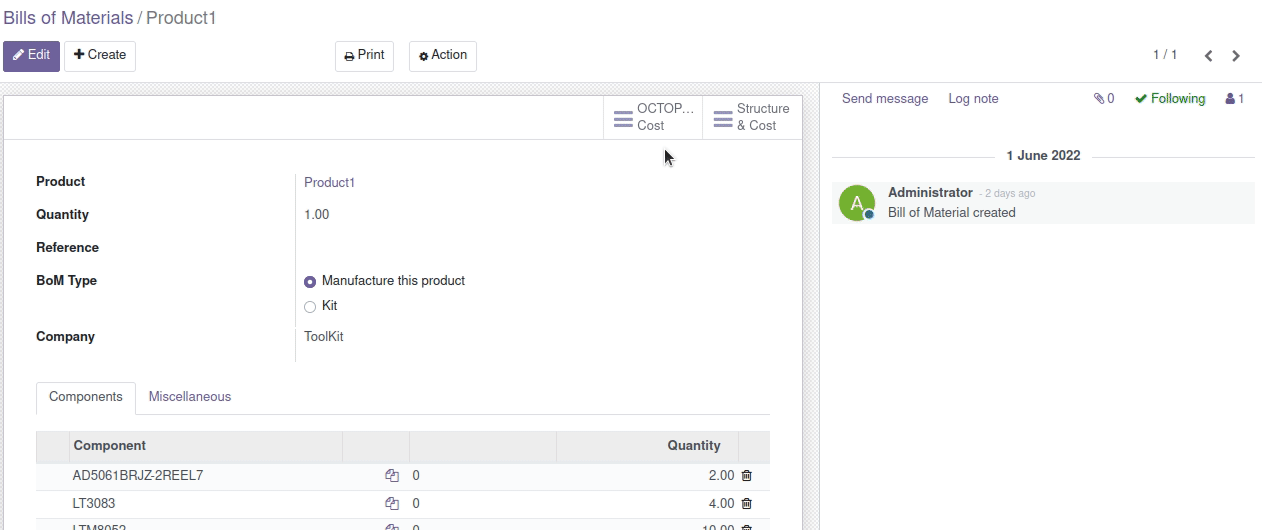 Bills of Materials / Product1
Edit Create Print Action 1 / 1
OCTOP... Cost
Structure & Cost
Send message Log note 0 Following 1
1 June 2022
A
Administrator - 2 days ago
Bill of Material created
Product Product1
Quantity 1.00
Reference
BoM Type Manufacture this product
Kit
Company ToolKit
Components Miscellaneous
Component Quantity
AD5061BRJZ-2REEL7 0 2.00
LT3083 0 4.00
LTM8052 0 10.00